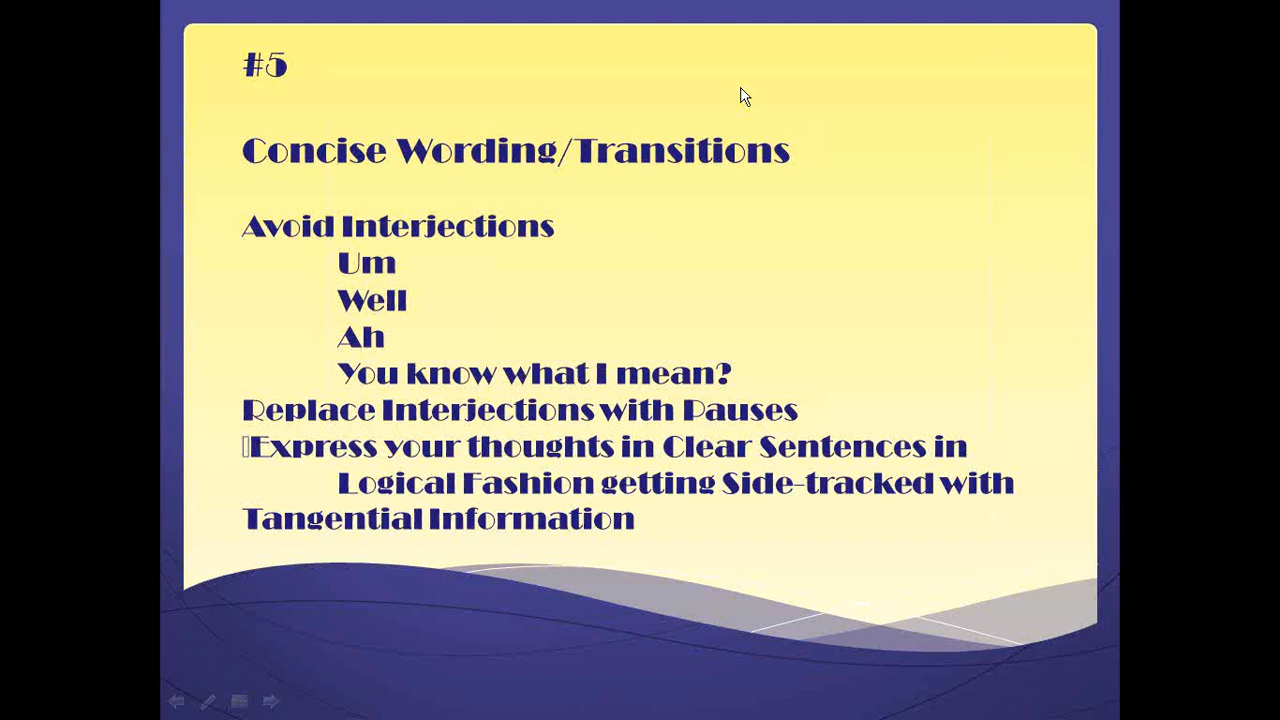 #5
Concise Wording/Transitions
Avoid Interjections
Um
Well
Ah
You know what I mean?
Replace Interjections with Pauses
Express your thoughts in Clear Sentences in
Logical Fashion getting Side-tracked with
Tangential Information